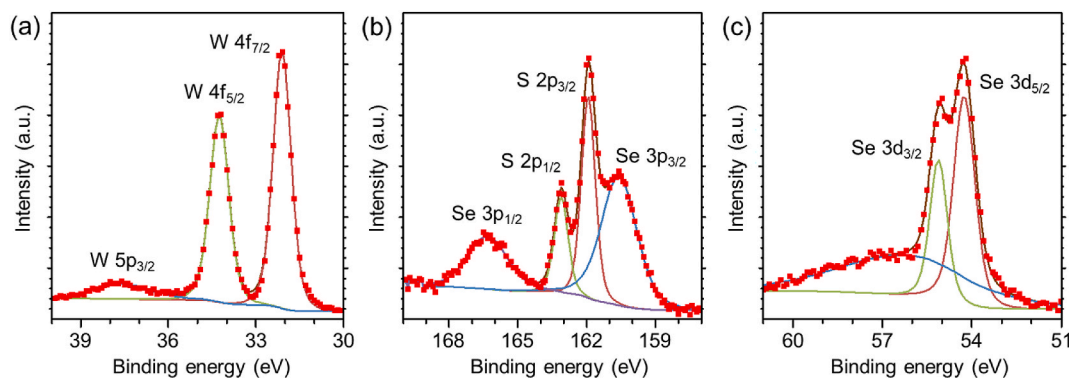 (a)
W 4f7/2
W 4f5/2
W 5p3/2
Intensity (a.u.)
39 36 33 30
Binding energy (eV)
(b)
S 2p3/2
S 2p1/2
Se 3p3/2
Se 3p1/2
Intensity (a.u.)
168 165 162 159
Binding energy (eV)
(c)
Se 3d5/2
Se 3d3/2
Intensity (a.u.)
60 57 54 51
Binding energy (eV)